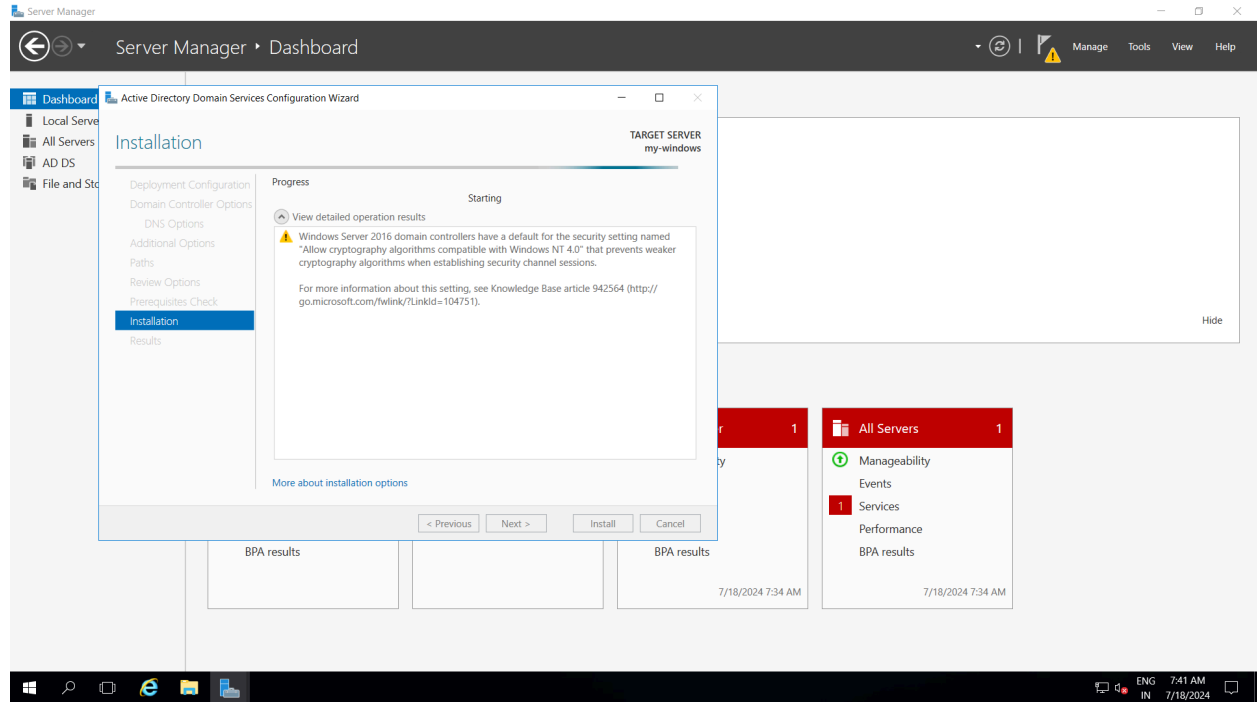 Server Manager
Server Manager ‣ Dashboard
Manage Tools View Help
Dashboard
Local Serve
All Servers
AD DS
File and Sto
Active Directory Domain Services Configuration Wizard
Installation
TARGET SERVER
my-windows
Deployment Configuration
Domain Controller Options
DNS Options
Additional Options
Paths
Review Options
Prerequisites Check
Installation
Results
Progress
Starting
View detailed operation results
Windows Server 2016 domain controllers have a default for the security setting named
"Allow cryptography algorithms compatible with Windows NT 4.0" that prevents weaker
cryptography algorithms when establishing security channel sessions.
For more information about this setting, see Knowledge Base article 942564 (http://
go.microsoft.com/fwlink/?LinkId=104751).
More about installation options
< Previous Next > Install Cancel
Hide
BPA results
r 1
ty
BPA results
7/18/2024 7:34 AM
All Servers 1
Manageability
Events
1 Services
Performance
BPA results
7/18/2024 7:34 AM
ENG 7:41 AM
IN 7/18/2024